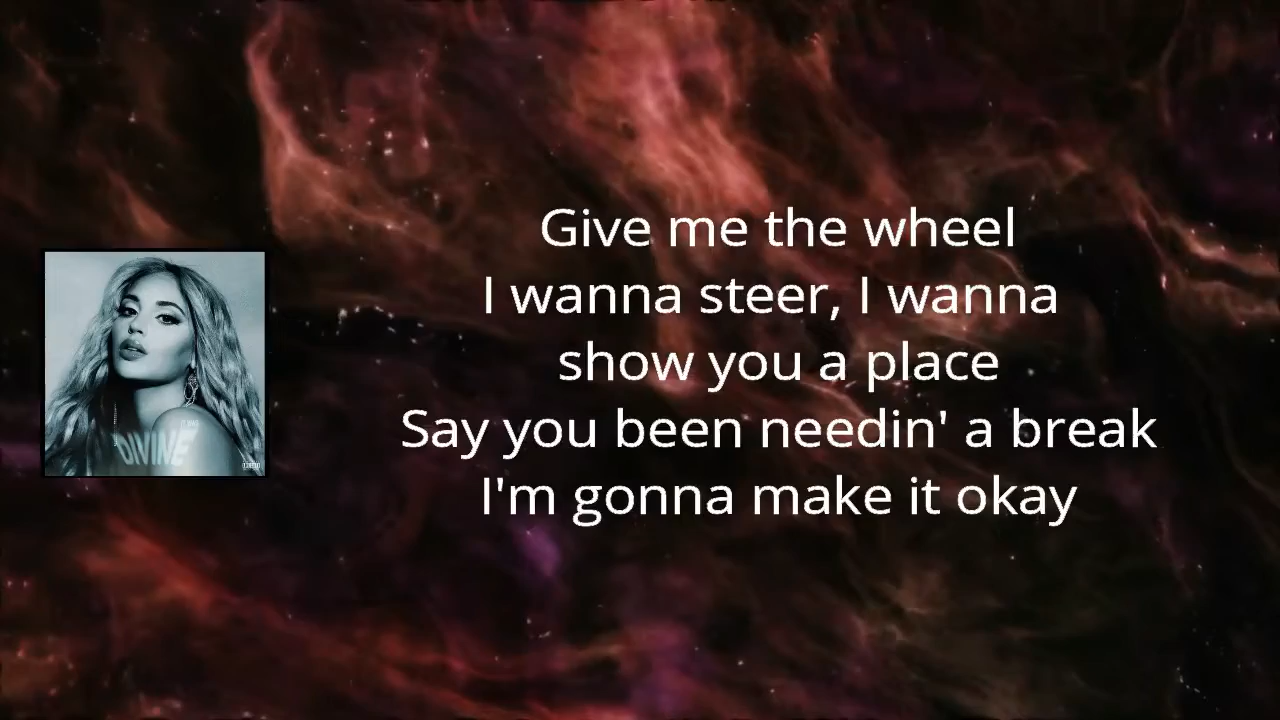 Give me the wheel
I wanna steer, I wanna
show you a place
Say you been needin' a break
I'm gonna make it okay
DIVINE